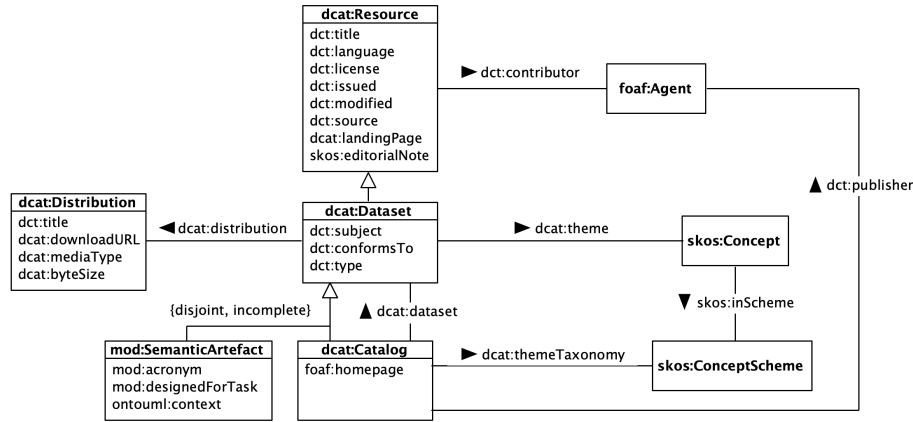 dcat:Resource
dct:title
dct:language
dct:license
dct:issued
dct:modified
dct:source
dcat:landingPage
skos:editorialNote
dct:contributor
foaf:Agent
dct:publisher
dcat:Distribution
dct:title
dcat:downloadURL
dcat:mediaType
dcat:byteSize
dcat:distribution
dcat:Dataset
dct:subject
dct:conformsTo
dct:type
dcat:theme
skos:Concept
skos:inScheme
{disjoint, incomplete}
dcat:dataset
mod:SemanticArtefact
mod:acronym
mod:designedForTask
ontouml:context
dcat:Catalog
foaf:homepage
dcat:themeTaxonomy
skos:ConceptScheme